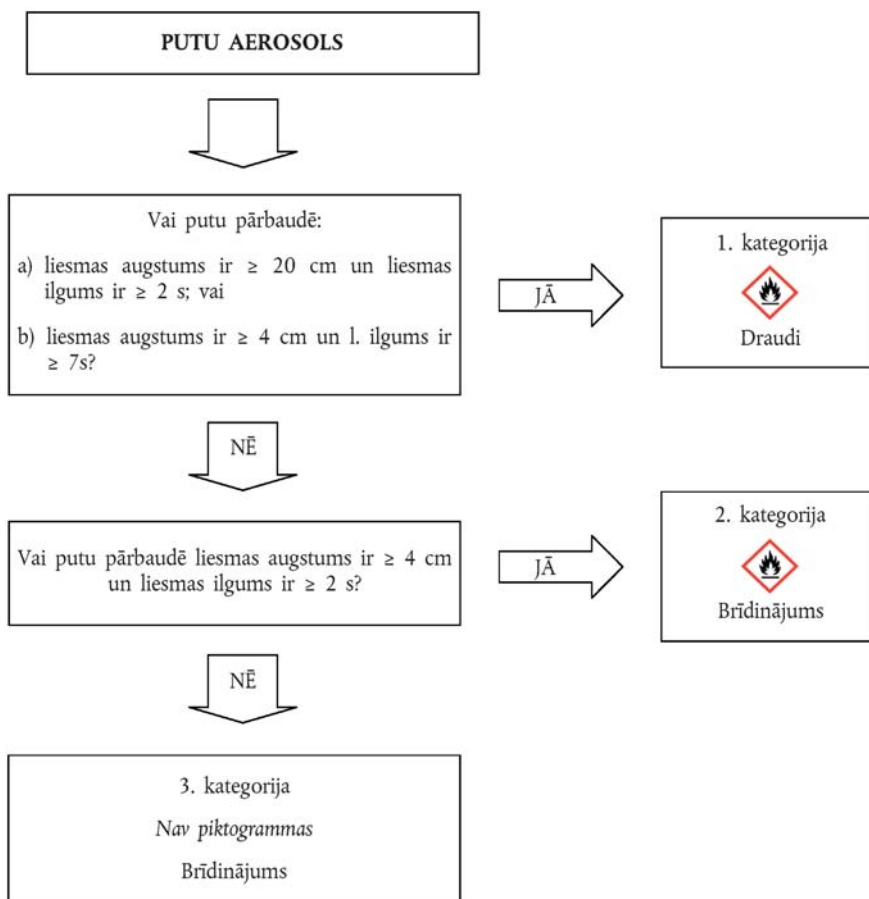 PUTU AEROSOLS
Vai putu pārbaudē:
a) liesmas augstums ir ≥ 20 cm un liesmas
ilgums ir ≥ 2 s; vai
b) liesmas augstums ir ≥ 4 cm un l. ilgums ir
≥ 7s?
JĀ
1. kategorija
Draudi
NĒ
Vai putu pārbaudē liesmas augstums ir ≥ 4 cm
un liesmas ilgums ir ≥ 2 s?
JĀ
2. kategorija
Brīdinājums
NĒ
3. kategorija
Nav piktogrammas
Brīdinājums